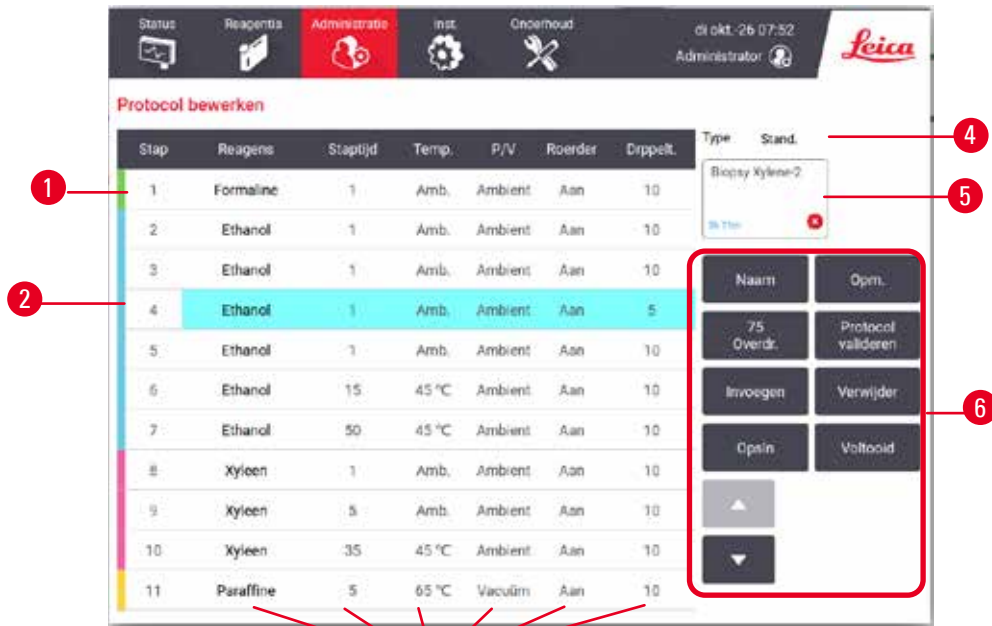 Status Reagentia Administratie Inst. Onderhoud di okt.-26 07:52
Administrator Leica
Protocol bewerken
Stap Reagens Staptijd Temp. P/V Roerder Drppelt.
1 Formaline 1 Amb. Ambient Aan 10
2 Ethanol 1 Amb. Ambient Aan 10
3 Ethanol 1 Amb. Ambient Aan 10
4 Ethanol 1 Amb. Ambient Aan 5
5 Ethanol 1 Amb. Ambient Aan 10
6 Ethanol 15 45 °C Ambient Aan 10
7 Ethanol 50 45 °C Ambient Aan 10
8 Xyleen 1 Amb. Ambient Aan 10
9 Xyleen 5 Amb. Ambient Aan 10
10 Xyleen 35 45 °C Ambient Aan 10
11 Paraffine 5 65 °C Vacuüm Aan 10
Type Stand.
Biopsy Xylene-2
Naam Opm.
75
Overdr.
Protocol
valideren
Invoegen Verwijder
Opsln Voltooid
1
2
4
5
6